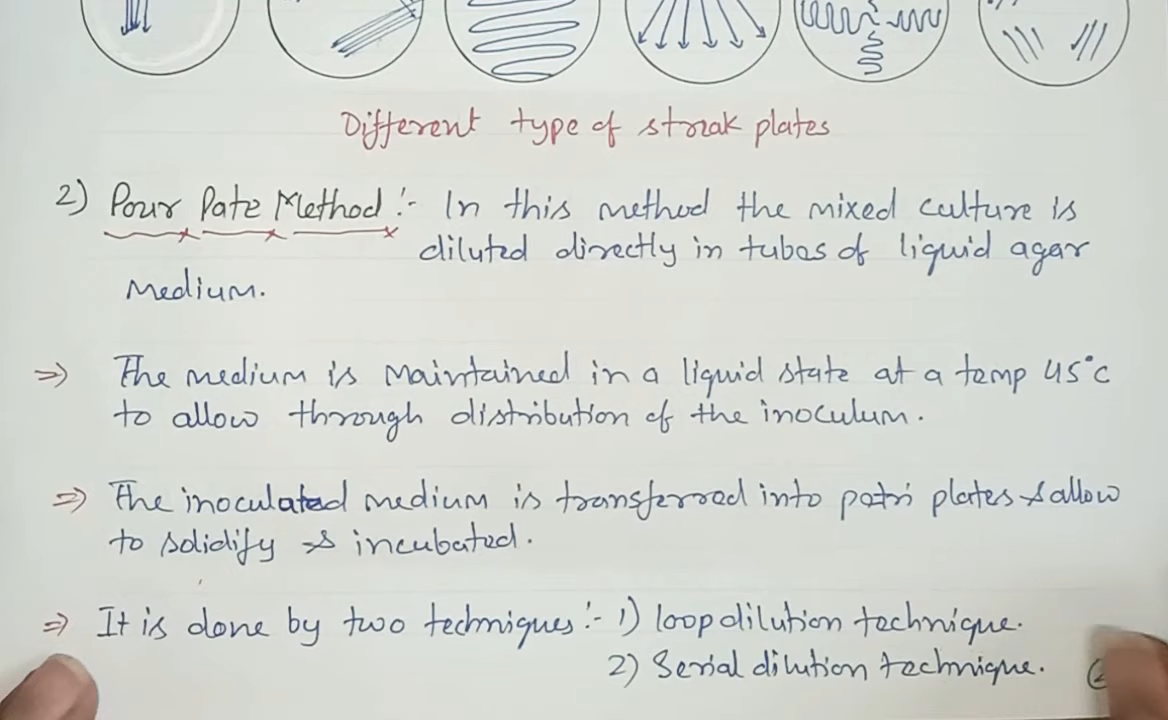 Different type of streak plates
2) Pour Pate Method :- In this method the mixed culture is
diluted directly in tubes of liquid agar
Medium.
⇒ The medium is maintained in a liquid state at a temp 45°c
to allow through distribution of the inoculum.
⇒ The inoculated medium is transferred into petri plates & allow
to solidify & incubated.
⇒ It is done by two techniques :- 1) loop dilution technique.
2) Serial dilution technique.